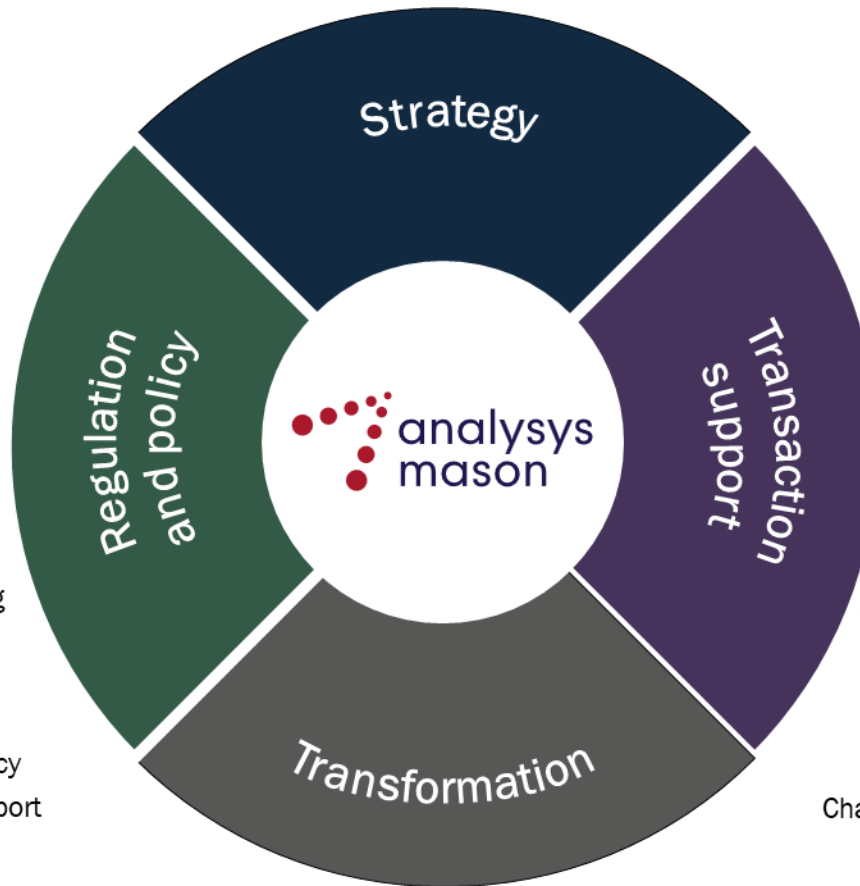 Strategy
Regulation
and policy
analysys
mason
Transaction
support
Transformation